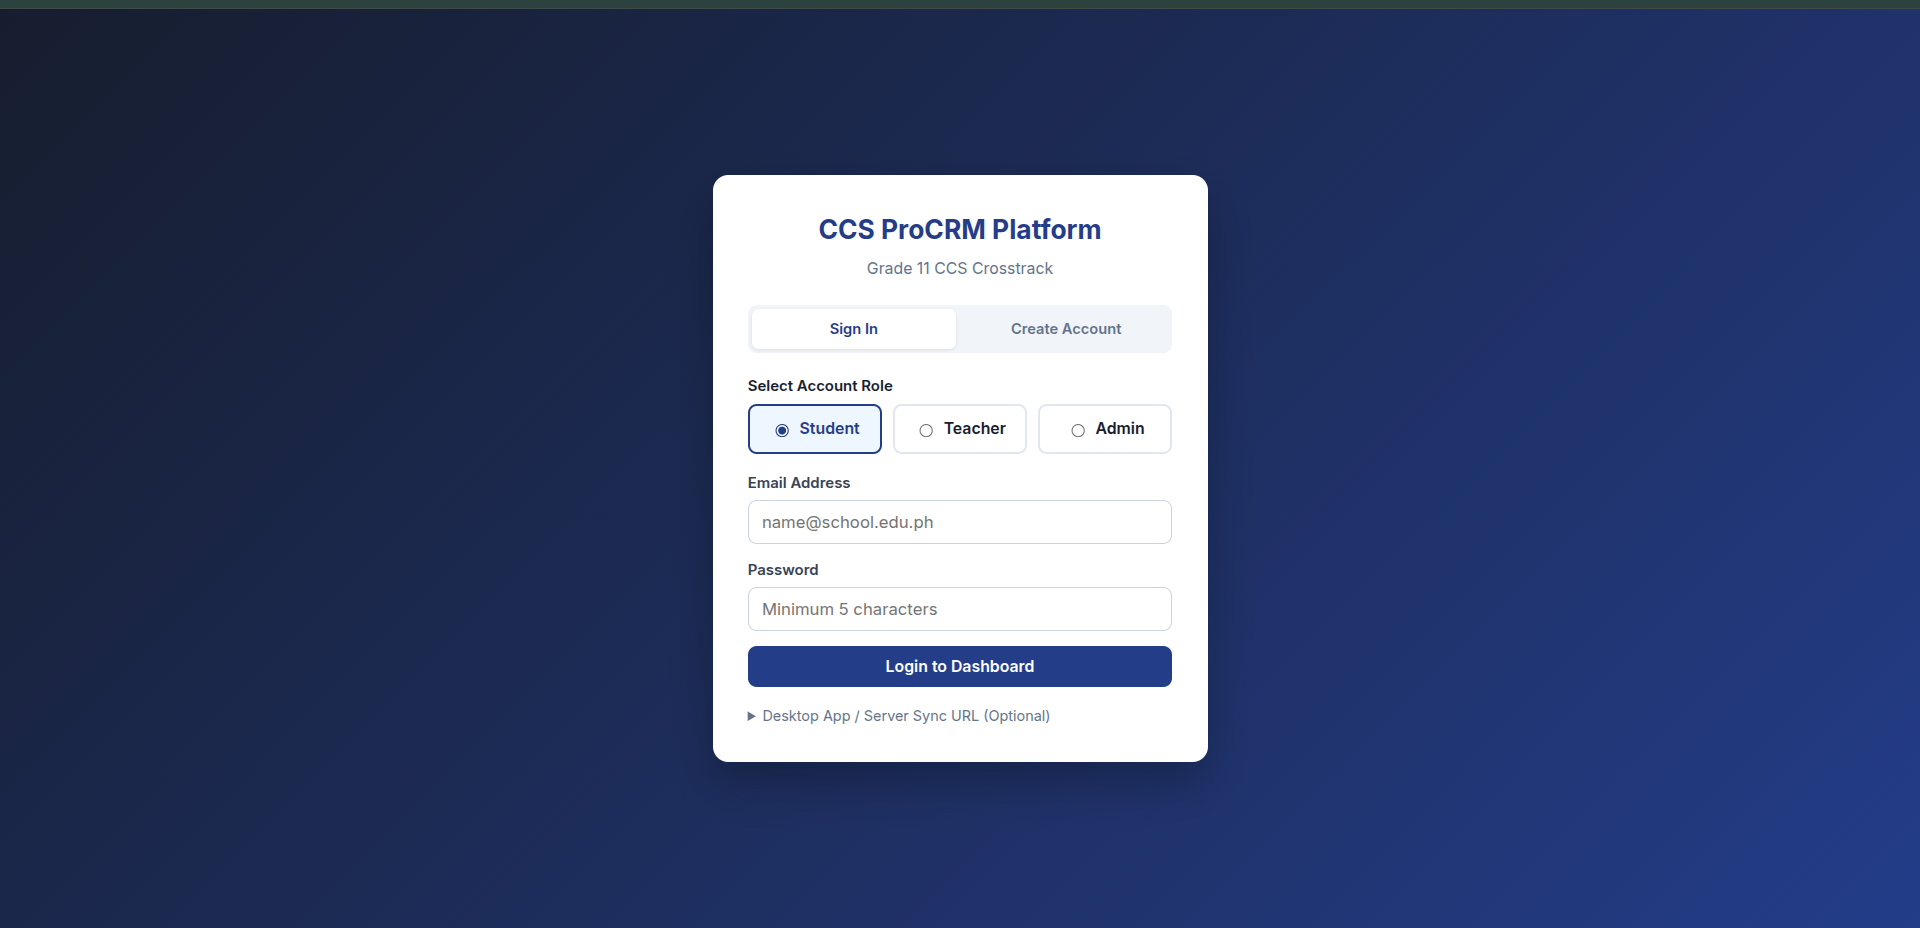 CCS ProCRM Platform
Grade 11 CCS Crosstrack
Sign In Create Account
Select Account Role
Student Teacher Admin
Email Address
name@school.edu.ph
Password
Minimum 5 characters
Login to Dashboard
Desktop App / Server Sync URL (Optional)